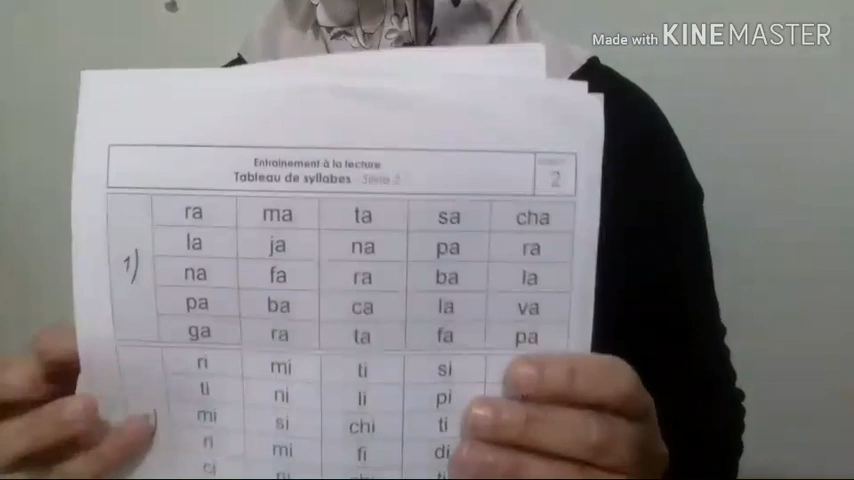 Made with KINEMASTER
Entraînement à la lecture
Tableau de syllabes - Série 2
2
1)
ra ma ta sa cha
la ja na pa ra
na fa ra ba la
pa ba ca la va
ga ra ta fa pa
ri mi ti si
ti ni li pi
mi si chi ti
ri mi fi di